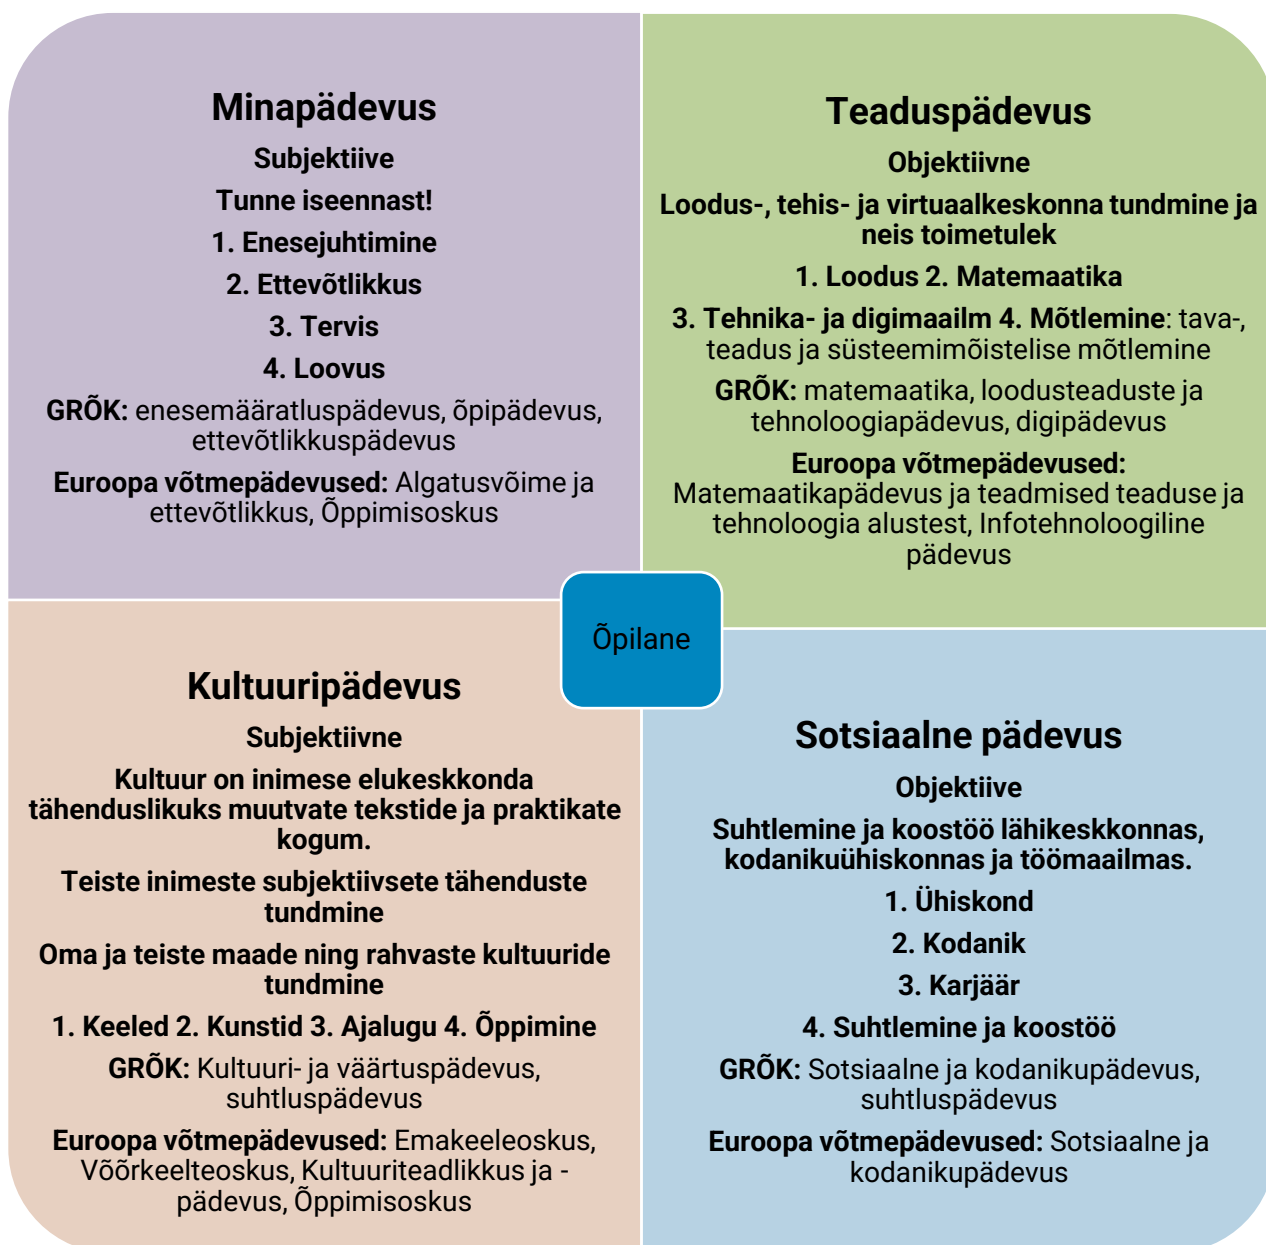 Minapädevus
Subjektiive
Tunne iseennast!
1. Enesejuhtimine
2. Ettevõtlikkus
3. Tervis
4. Loovus
GRÕK: enesemääratluspädevus, õpipädevus,
ettevõtlikkuspädevus
Euroopa võtmepädevused: Algatusvõime ja
ettevõtlikkus, Õppimisoskus
Teaduspädevus
Objektiivne
Loodus-, tehis- ja virtuaalkeskonna tundmine ja
neis toimetulek
1. Loodus 2. Matemaatika
3. Tehnika- ja digimaailm 4. Mõtlemine: tava-,
teadus ja süsteemimõistelise mõtlemine
GRÕK: matemaatika, loodusteaduste ja
tehnoloogiapädevus, digipädevus
Euroopa võtmepädevused:
Matemaatikapädevus ja teadmised teaduse ja
tehnoloogia alustest, Infotehnoloogiline
pädevus
Õpilane
Kultuuripädevus
Subjektiivne
Kultuur on inimese elukeskkonda
tähenduslikuks muutvate tekstide ja praktikate
kogum.
Teiste inimeste subjektiivsete tähenduste
tundmine
Oma ja teiste maade ning rahvaste kultuuride
tundmine
1. Keeled 2. Kunstid 3. Ajalugu 4. Õppimine
GRÕK: Kultuuri- ja väärtuspädevus,
suhtluspädevus
Euroopa võtmepädevused: Emakeeleoskus,
Võõrkeelteoskus, Kultuuriteadlikkus ja -
pädevus, Õppimisoskus
Sotsiaalne pädevus
Objektiive
Suhtlemine ja koostöö lähikeskkonnas,
kodanikuühiskonnas ja töömaailmas.
1. Ühiskond
2. Kodanik
3. Karjäär
4. Suhtlemine ja koostöö
GRÕK: Sotsiaalne ja kodanikupädevus,
suhtluspädevus
Euroopa võtmepädevused: Sotsiaalne ja
kodanikupädevus